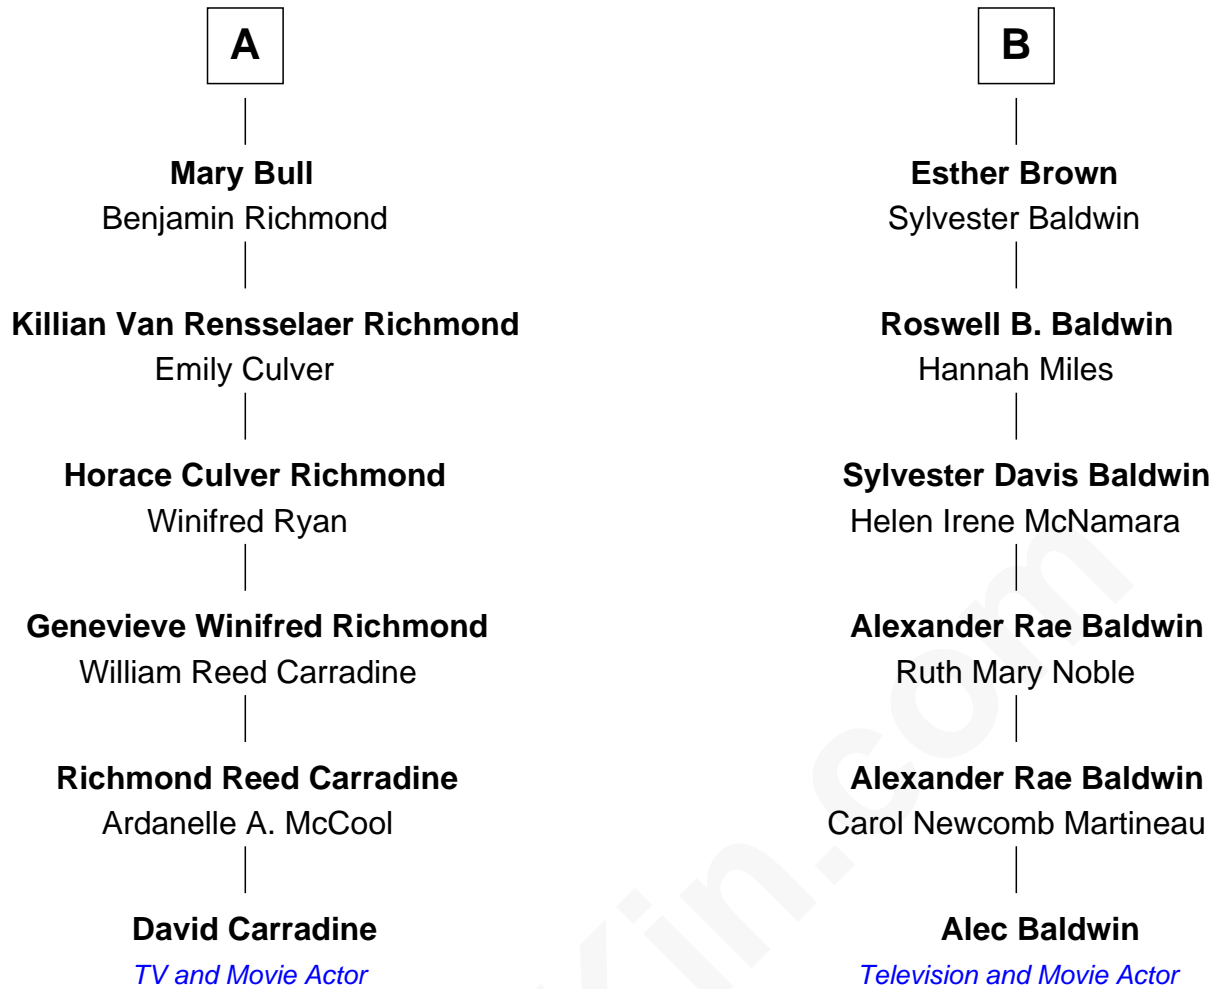 A
B
Mary Bull
Benjamin Richmond
Esther Brown
Sylvester Baldwin
Killian Van Rensselaer Richmond
Emily Culver
Roswell B. Baldwin
Hannah Miles
Horace Culver Richmond
Winifred Ryan
Sylvester Davis Baldwin
Helen Irene McNamara
Genevieve Winifred Richmond
William Reed Carradine
Alexander Rae Baldwin
Ruth Mary Noble
Richmond Reed Carradine
Ardanelle A. McCool
Alexander Rae Baldwin
Carol Newcomb Martineau
David Carradine
TV and Movie Actor
Alec Baldwin
Television and Movie Actor
Kin.com